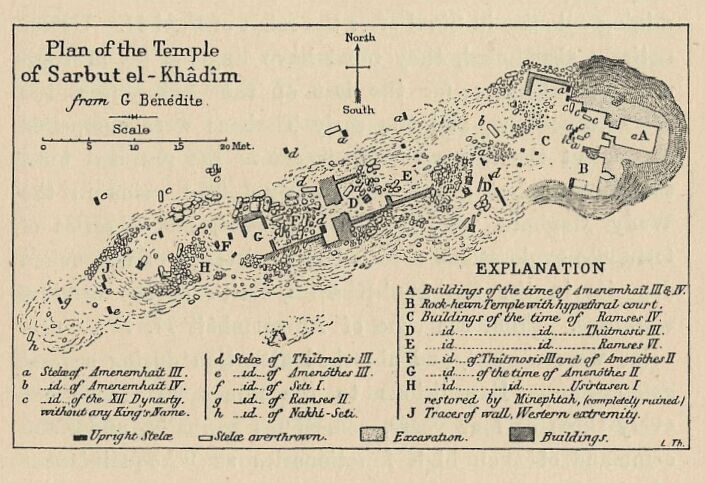 Plan of the Temple
of Sarbut el-Khâdîm
from G Bénédite.
Scale
0 5 10 15 20 Met.
North
South
A Buildings of the time of Amenemhaît III & IV.
B Rock-hewn Temple with hypæthral court.
C Buildings of the time of Ramses IV.
D ...id...id... Thûtmosis III.
E ...id...id... Ramses VI.
F ...id...of Thûtmosis III and of Amenôthes II
G ...id...of the time of Amenôthes II
H ...id...id... Usirtasen I
restored by Minephtah, (completely ruined)
J Traces of wall, Western extremity.
EXPLANATION
a Stelæ of Amenemhaît III.
b ...id. of Amenemhaît IV.
c ...id...of the XII Dynasty
without any King's Name.
d Stelæ of Thûtmosis III.
e ...id...of Amenôthes III.
f ...id...of Seti I.
g ...id...of Ramses II
h ...id. of Nakht-Seti.
Upright Stelæ
Stelæ overthrown.
Excavation.
Buildings.
L. Th.
A
B
C
D
D
E
F
G
H
J